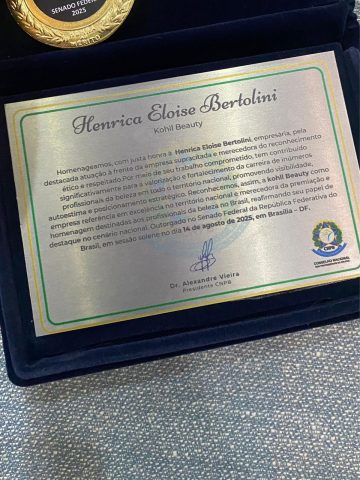 SENADO FEDERAL
2025
Henrica Eloise Bertolini
Kohll Beauty
Homenageamos, com justa honra a Henrica Eloise Bertolini, empresária, pela
destacada atuação à frente da empresa supracitada e merecedora do reconhecimento
ético e respeitado.Por meio de seu trabalho comprometido, tem contribuído
significativamente para a valorização e fortalecimento da carreira de inúmeros
profissionais da beleza em todo o território nacional, promovendo visibilidade,
autoestima e posicionamento estratégico. Reconhecemos, assim, a kohll Beauty como
empresa referência em excelência no território nacional e merecedora da premiação e
homenagem destinadas aos profissionais da beleza no Brasil, reafirmando seu papel de
destaque no cenário nacional. Outorgado no Senado Federal da República Federativa do
Brasil, em sessão solene no dia 14 de agosto de 2025, em Brasília - DF.
Dr. Alexandre Vieira
Presidente CNPB
CNPB
CONSELHO NACIONAL